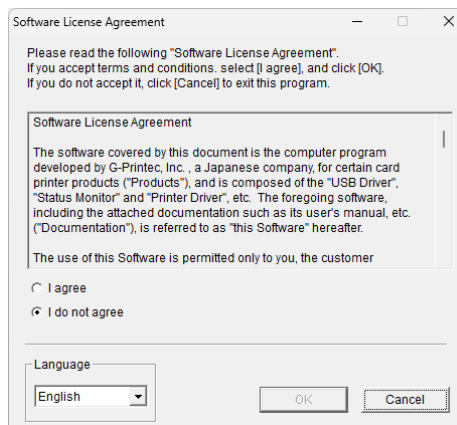 Software License Agreement
Please read the following "Software License Agreement".
If you accept terms and conditions. select [I agree], and click [OK].
If you do not accept it, click [Cancel] to exit this program.
Software License Agreement
The software covered by this document is the computer program
developed by G-Printec, Inc. , a Japanese company, for certain card
printer products ("Products"), and is composed of the "USB Driver",
"Status Monitor" and "Printer Driver", etc.  The foregoing software,
including the attached documentation such as its user's manual, etc.
("Documentation"), is referred to as "this Software" hereafter.
The use of this Software is permitted only to you, the customer
I agree
I do not agree
Language
English
OK
Cancel